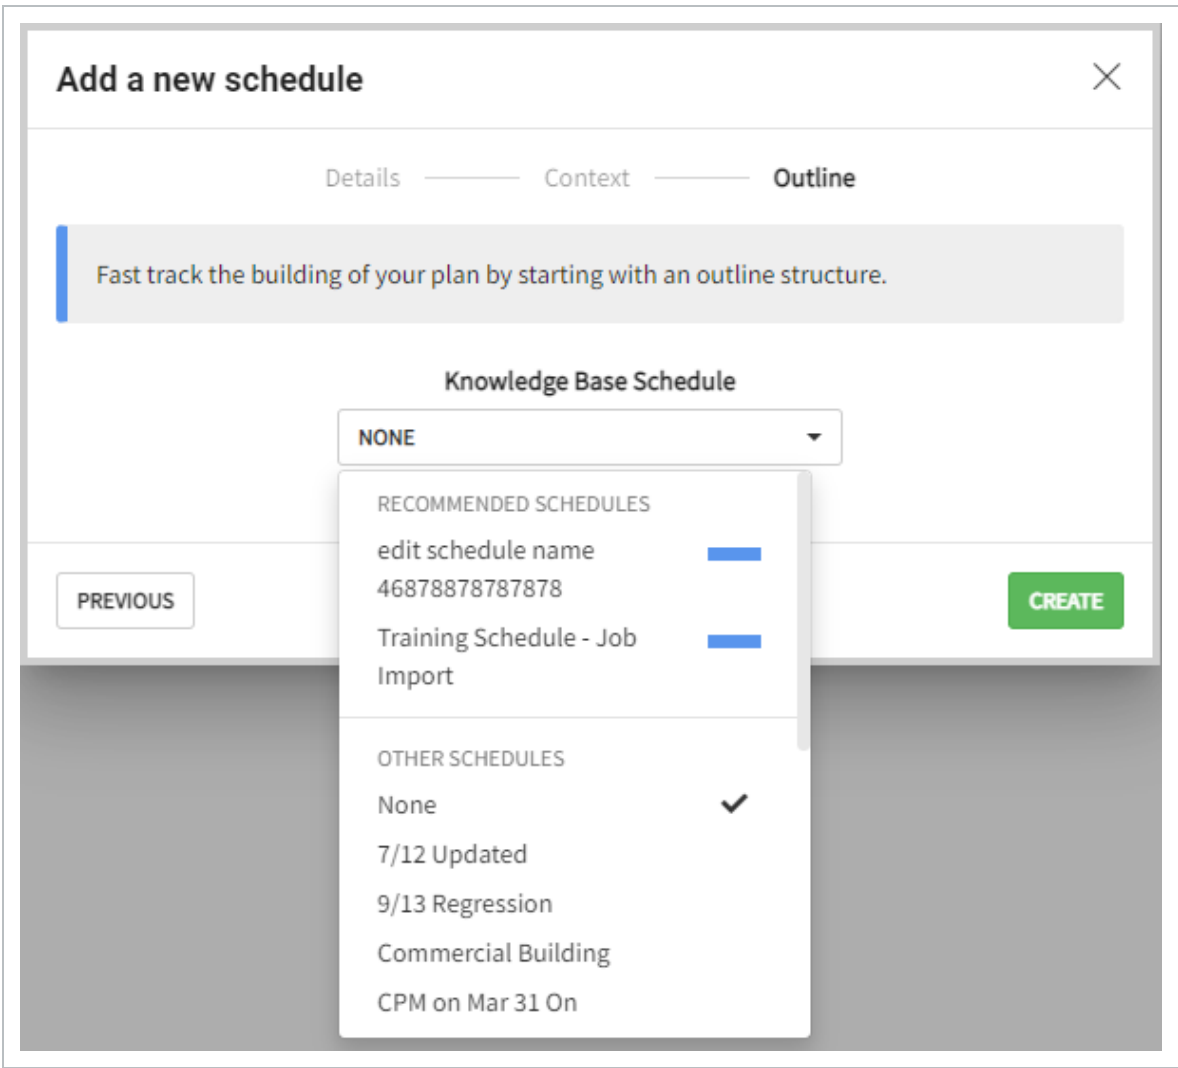 Add a new schedule
Details
Context
Outline
Fast track the building of your plan by starting with an outline structure.
Knowledge Base Schedule
NONE
RECOMMENDED SCHEDULES
edit schedule name
46878878787878
Training Schedule - Job
Import
OTHER SCHEDULES
None
7/12 Updated
9/13 Regression
Commercial Building
CPM on Mar 31 On
PREVIOUS
CREATE